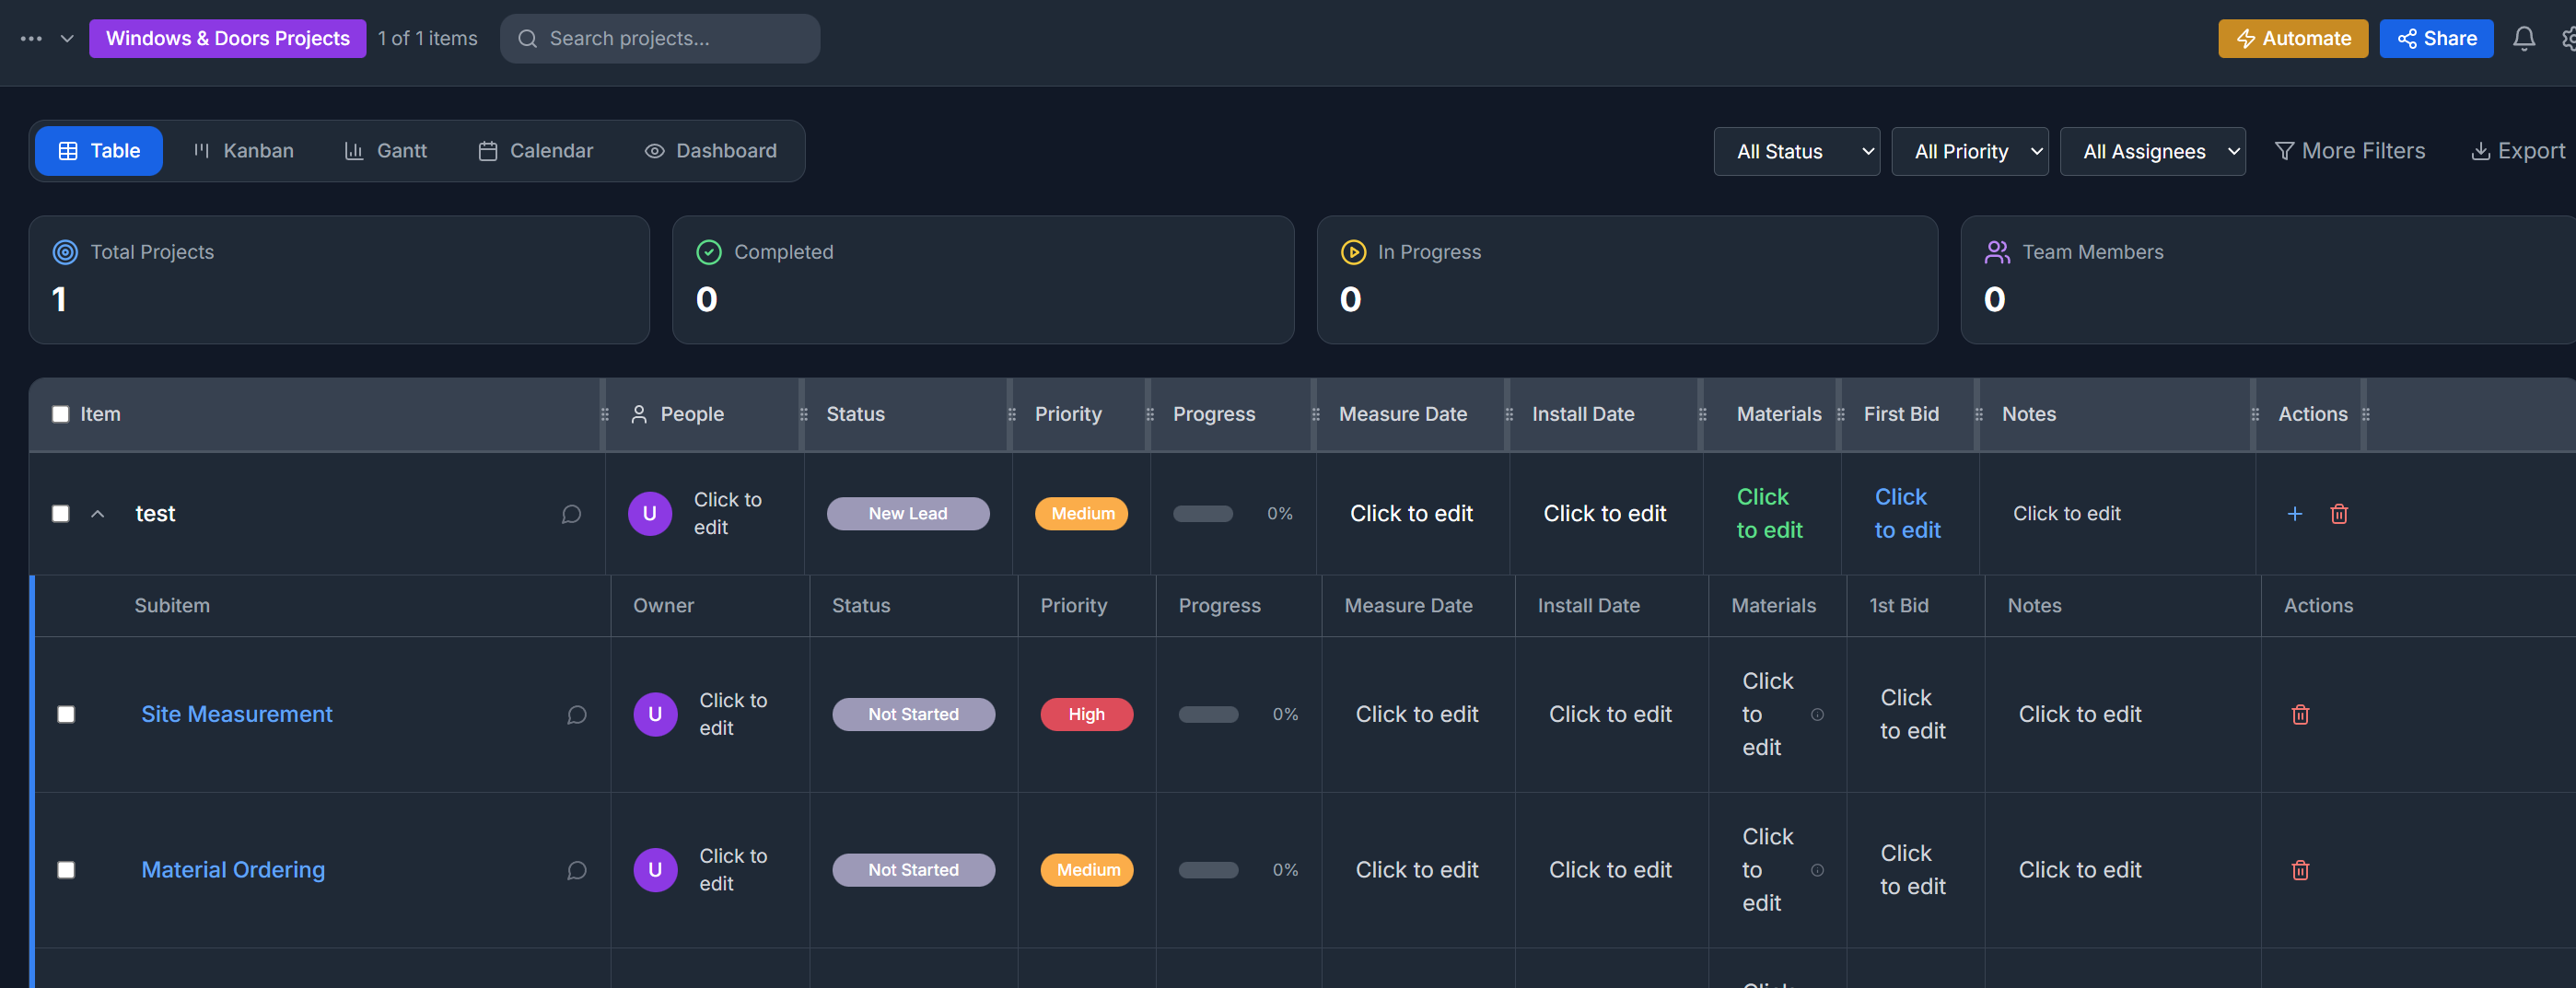 Windows & Doors Projects 1 of 1 items Search projects... Automate Share
Table Kanban Gantt Calendar Dashboard All Status All Priority All Assignees More Filters Export
Total Projects Completed In Progress Team Members
1 0 0 0
Item People Status Priority Progress Measure Date Install Date Materials First Bid Notes Actions
test U Click to edit New Lead Medium 0% Click to edit Click to edit Click to edit Click to edit Click to edit
Subitem Owner Status Priority Progress Measure Date Install Date Materials 1st Bid Notes Actions
Site Measurement U Click to edit Not Started High 0% Click to edit Click to edit Click to edit Click to edit Click to edit
Material Ordering U Click to edit Not Started Medium 0% Click to edit Click to edit Click to edit Click to edit Click to edit